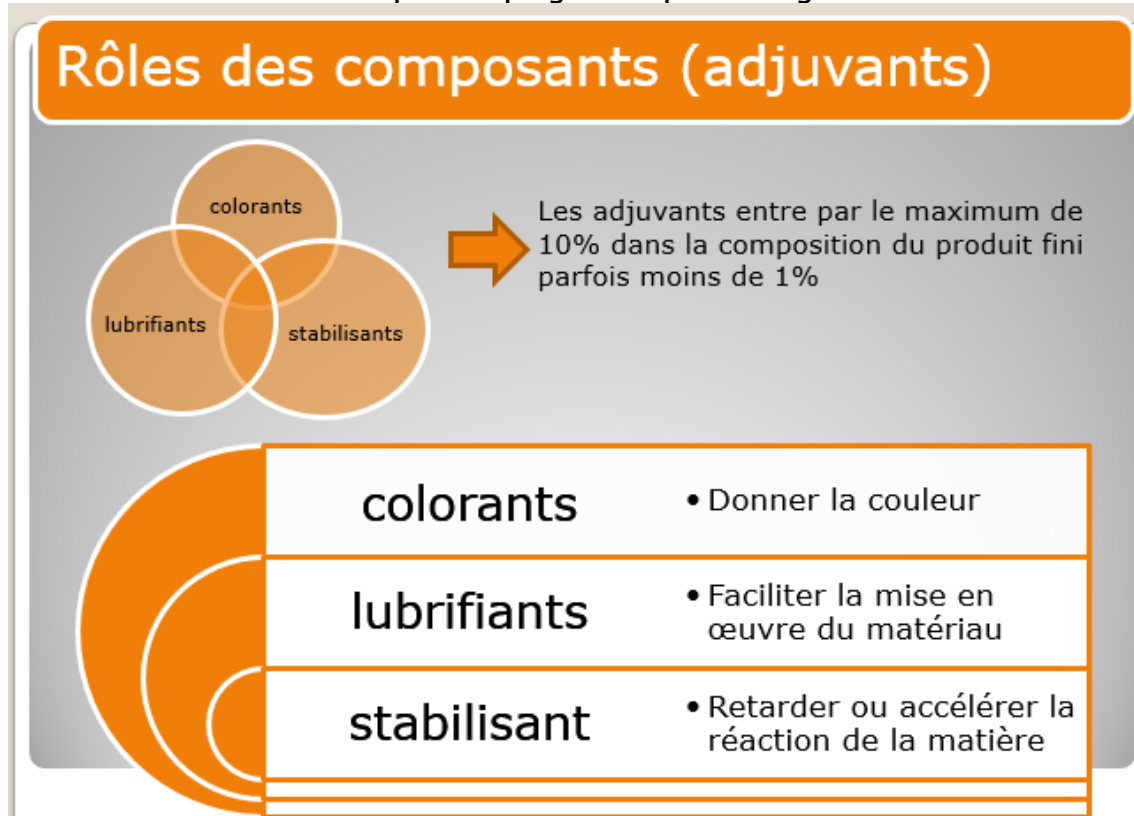 Rôles des composants (adjuvants)
colorants
lubrifiants
stabilisants
Les adjuvants entre par le maximum de
10% dans la composition du produit fini
parfois moins de 1%
colorants
• Donner la couleur
lubrifiants
• Faciliter la mise en
œuvre du matériau
stabilisant
• Retarder ou accélérer la
réaction de la matière